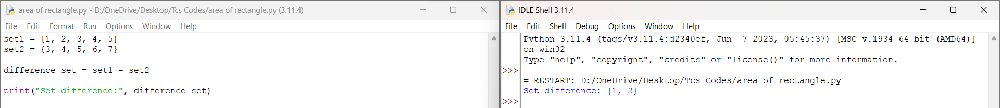 area of rectangle.py - D:/OneDrive/Desktop/Tcs Codes/area of rectangle.py (3.11.4)
File Edit Format Run Options Window Help
set1 = {1, 2, 3, 4, 5}
set2 = {3, 4, 5, 6, 7}
difference_set = set1 - set2
print("Set difference:", difference_set)
IDLE Shell 3.11.4
File Edit Shell Debug Options Window Help
Python 3.11.4 (tags/v3.11.4:d2340ef, Jun  7 2023, 05:45:37) [MSC v.1934 64 bit (AMD64)]
on win32
Type "help", "copyright", "credits" or "license()" for more information.
>>>
= RESTART: D:/OneDrive/Desktop/Tcs Codes/area of rectangle.py
Set difference: {1, 2}
>>>